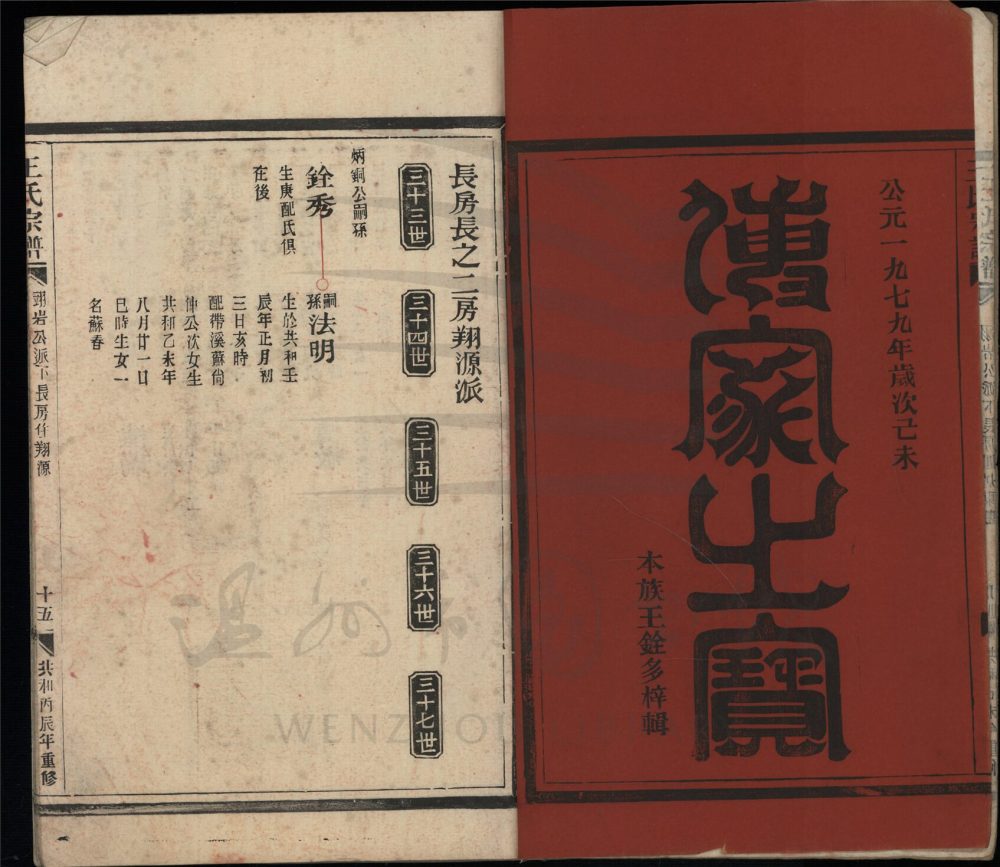 公元一九七九年歲次己未
傳家之寶
本族王銓多梓輯
長房長之二房翔源派
三十三世
三十四世
三十五世
三十六世
三十七世
炳銅公嗣孫
銓秀
生庚配氏俱
在後
嗣孫
法明
生於共和壬
辰年正月初
三日亥時
配帶溪蘇尙
仲公次女生
共和乙未年
八月廿一日
巳時生女一
名蘇春
王氏宗譜
公派下長房
翔源
十五
共和丙辰年重修
WENZHOU